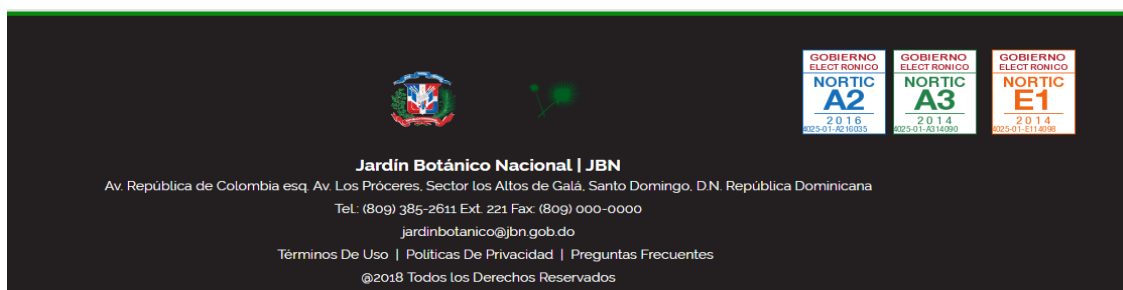 GOBIERNO
ELECTRONICO
NORTIC
A2
2016
4025-01-A216035
GOBIERNO
ELECTRONICO
NORTIC
A3
2014
4025-01-A314090
GOBIERNO
ELECTRONICO
NORTIC
E1
2014
4025-01-E114098
Jardín Botánico Nacional | JBN
Av. República de Colombia esq. Av. Los Próceres, Sector los Altos de Galá, Santo Domingo, D.N. República Dominicana
Tel.: (809) 385-2611 Ext. 221 Fax: (809) 000-0000
jardinbotanico@jbn.gob.do
Términos De Uso | Políticas De Privacidad | Preguntas Frecuentes
@2018 Todos los Derechos Reservados